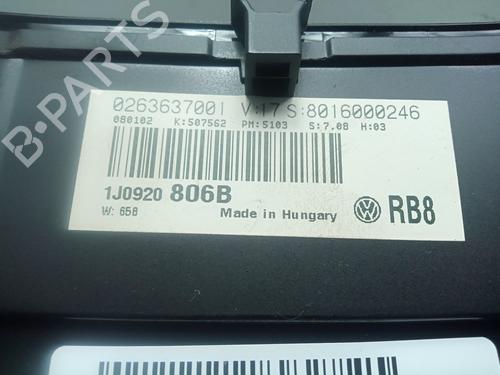 0263637001 V:17 S:8016000246
080102 K:507562 PM:5103 S:7.08 H:03
1J0920 806B
W: 658 Made in Hungary RB8
B-PARTS